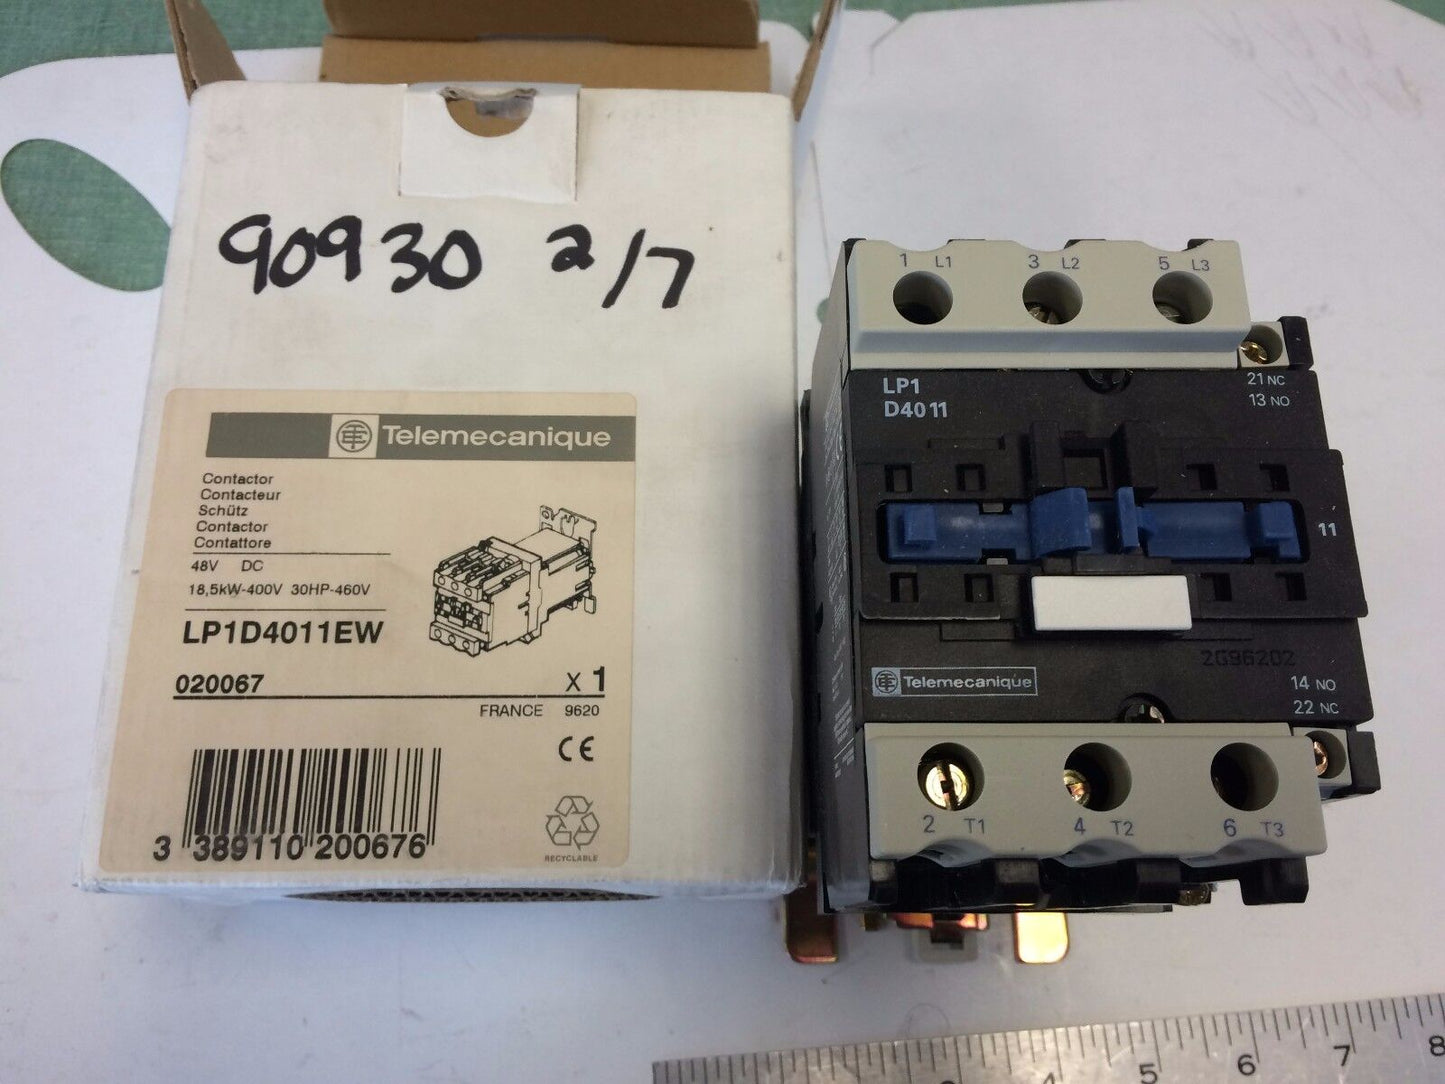 90930 2/7
Telemecanique
Contactor
Contacteur
Schütz
Contactor
Contattore
48V DC
18,5kW-400V 30HP-460V
LP1D4011EW
020067 x 1
FRANCE 9620
CE
3 389110 200676
RECYCLABLE
1 L1 3 L2 5 L3
LP1
D40 11
21 NC
13 NO
11
2G96202
Telemecanique
14 NO
22 NC
2 T1 4 T2 6 T3
4 5 6 7 8